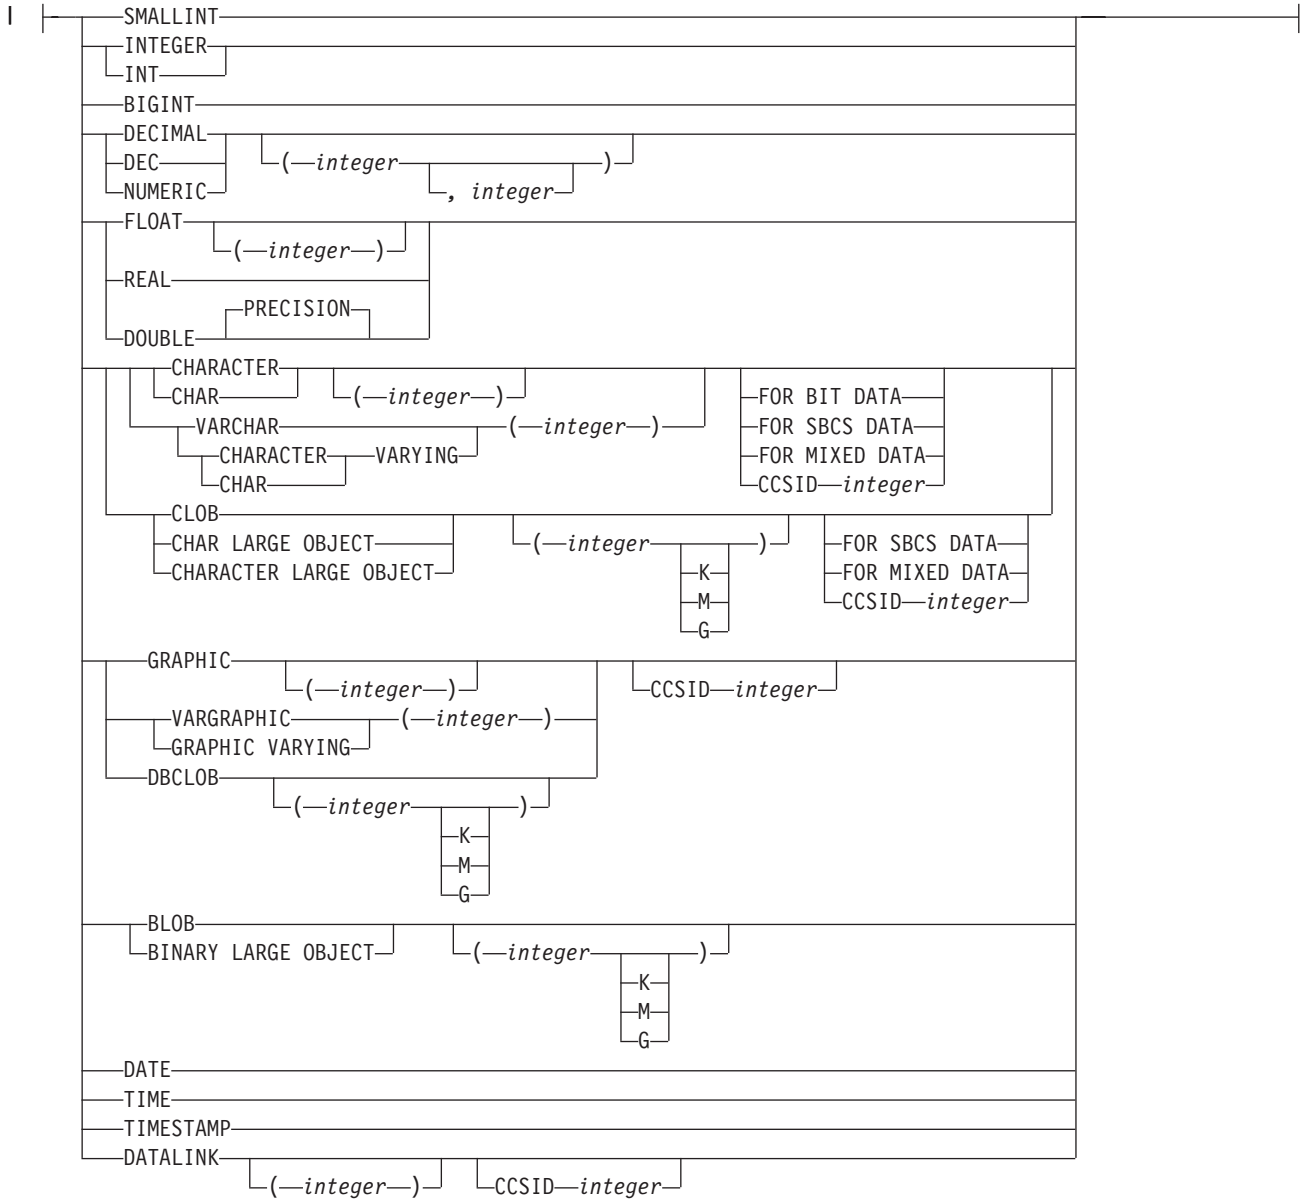 SMALLINT
INTEGER
INT
BIGINT
DECIMAL
DEC ( integer )
NUMERIC , integer
FLOAT
( integer )
REAL
PRECISION
DOUBLE
CHARACTER
CHAR ( integer ) FOR BIT DATA
VARCHAR ( integer ) FOR SBCS DATA
CHARACTER VARYING FOR MIXED DATA
CHAR CCSID integer
CLOB
CHAR LARGE OBJECT ( integer ) FOR SBCS DATA
CHARACTER LARGE OBJECT K FOR MIXED DATA
M CCSID integer
G
GRAPHIC
( integer ) CCSID integer
VARGRAPHIC ( integer )
GRAPHIC VARYING
DBCLOB
( integer )
K
M
G
BLOB
BINARY LARGE OBJECT ( integer )
K
M
G
DATE
TIME
TIMESTAMP
DATALINK
( integer ) CCSID integer